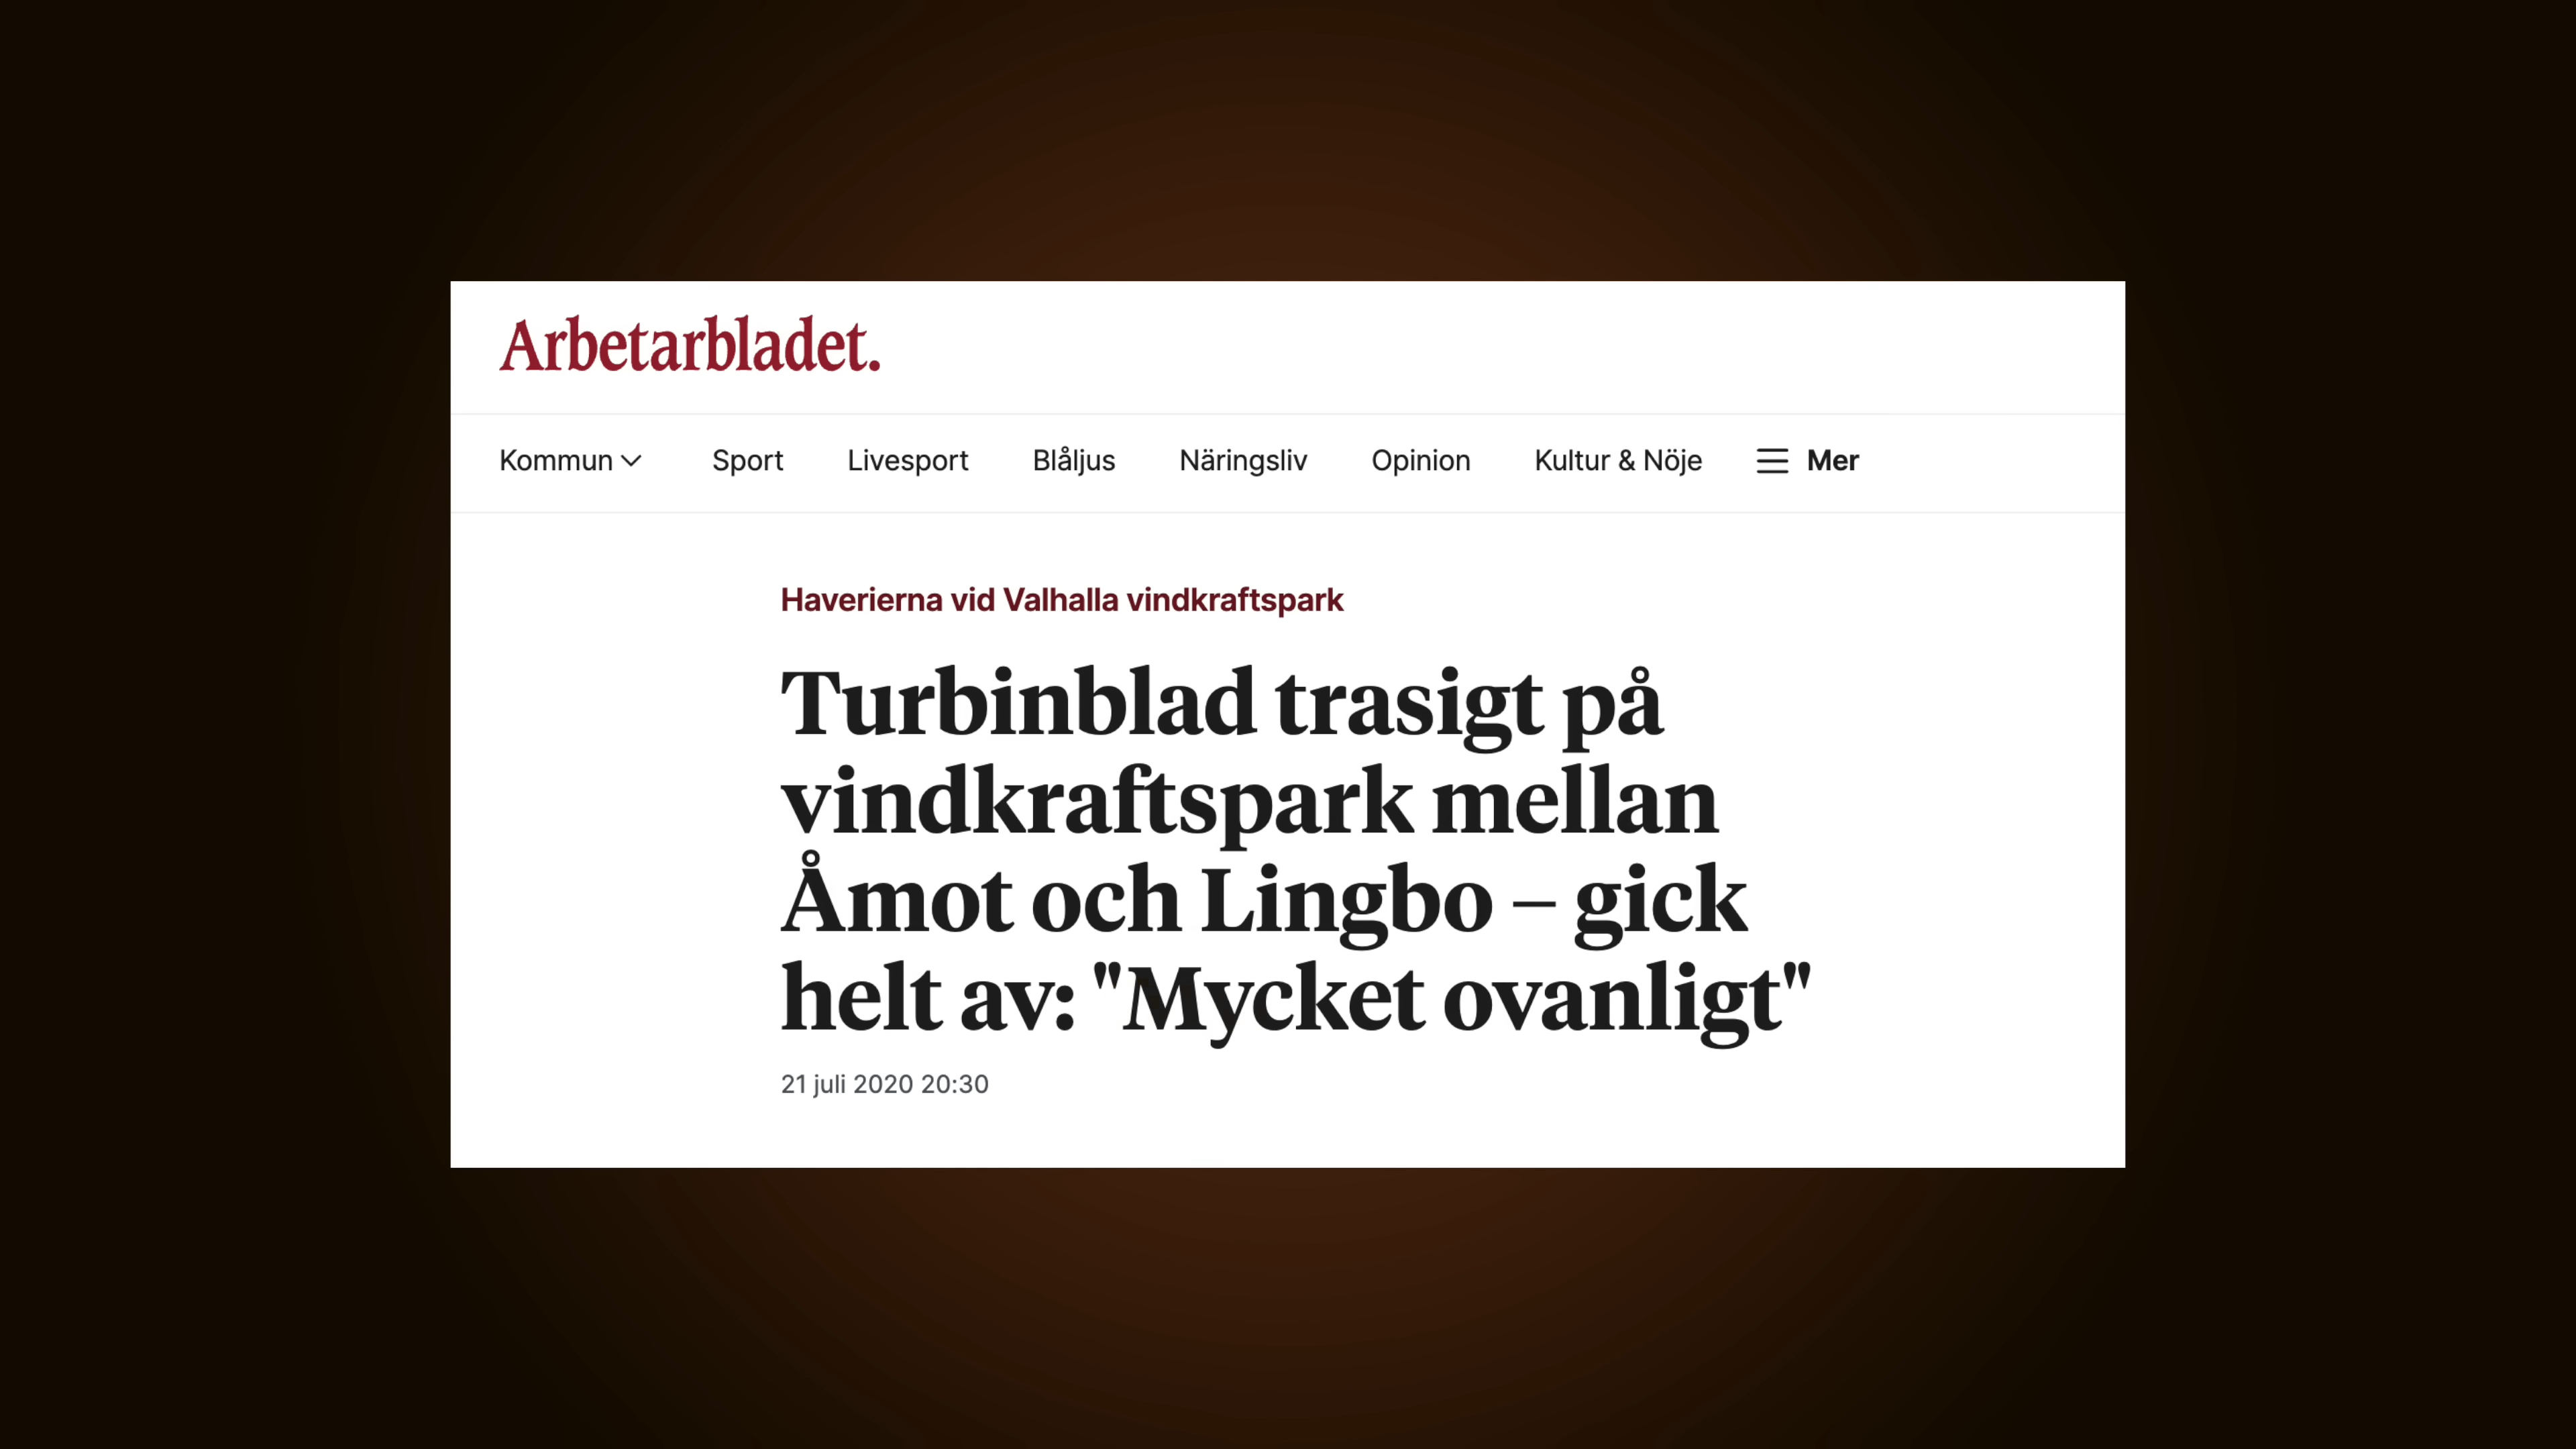 Arbetarbladet.
Kommun Sport Livesport Blåljus Näringsliv Opinion Kultur & Nöje Mer
Haverierna vid Valhalla vindkraftspark
Turbinblad trasigt på
vindkraftspark mellan
Åmot och Lingbo – gick
helt av: "Mycket ovanligt"
21 juli 2020 20:30